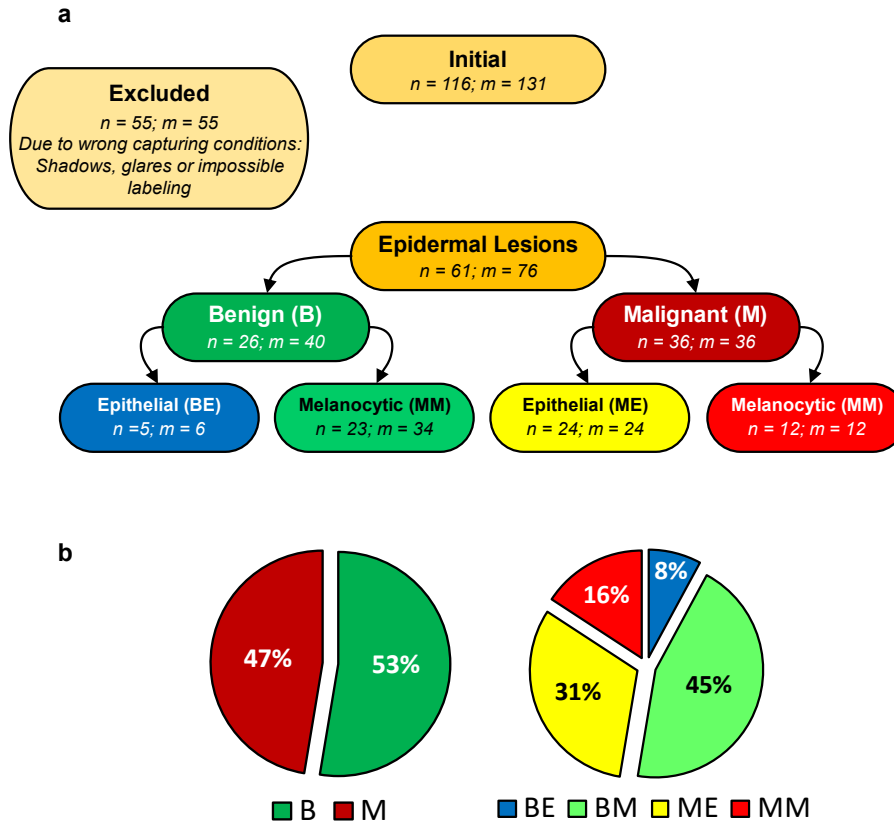 a
Initial
n = 116; m = 131
Excluded
n = 55; m = 55
Due to wrong capturing conditions:
Shadows, glares or impossible
labeling
Epidermal Lesions
n = 61; m = 76
Benign (B)
n = 26; m = 40
Malignant (M)
n = 36; m = 36
Epithelial (BE)
n =5; m = 6
Melanocytic (MM)
n = 23; m = 34
Epithelial (ME)
n = 24; m = 24
Melanocytic (MM)
n = 12; m = 12
b
47%
53%
B
M
8%
16%
31%
45%
BE
BM
ME
MM